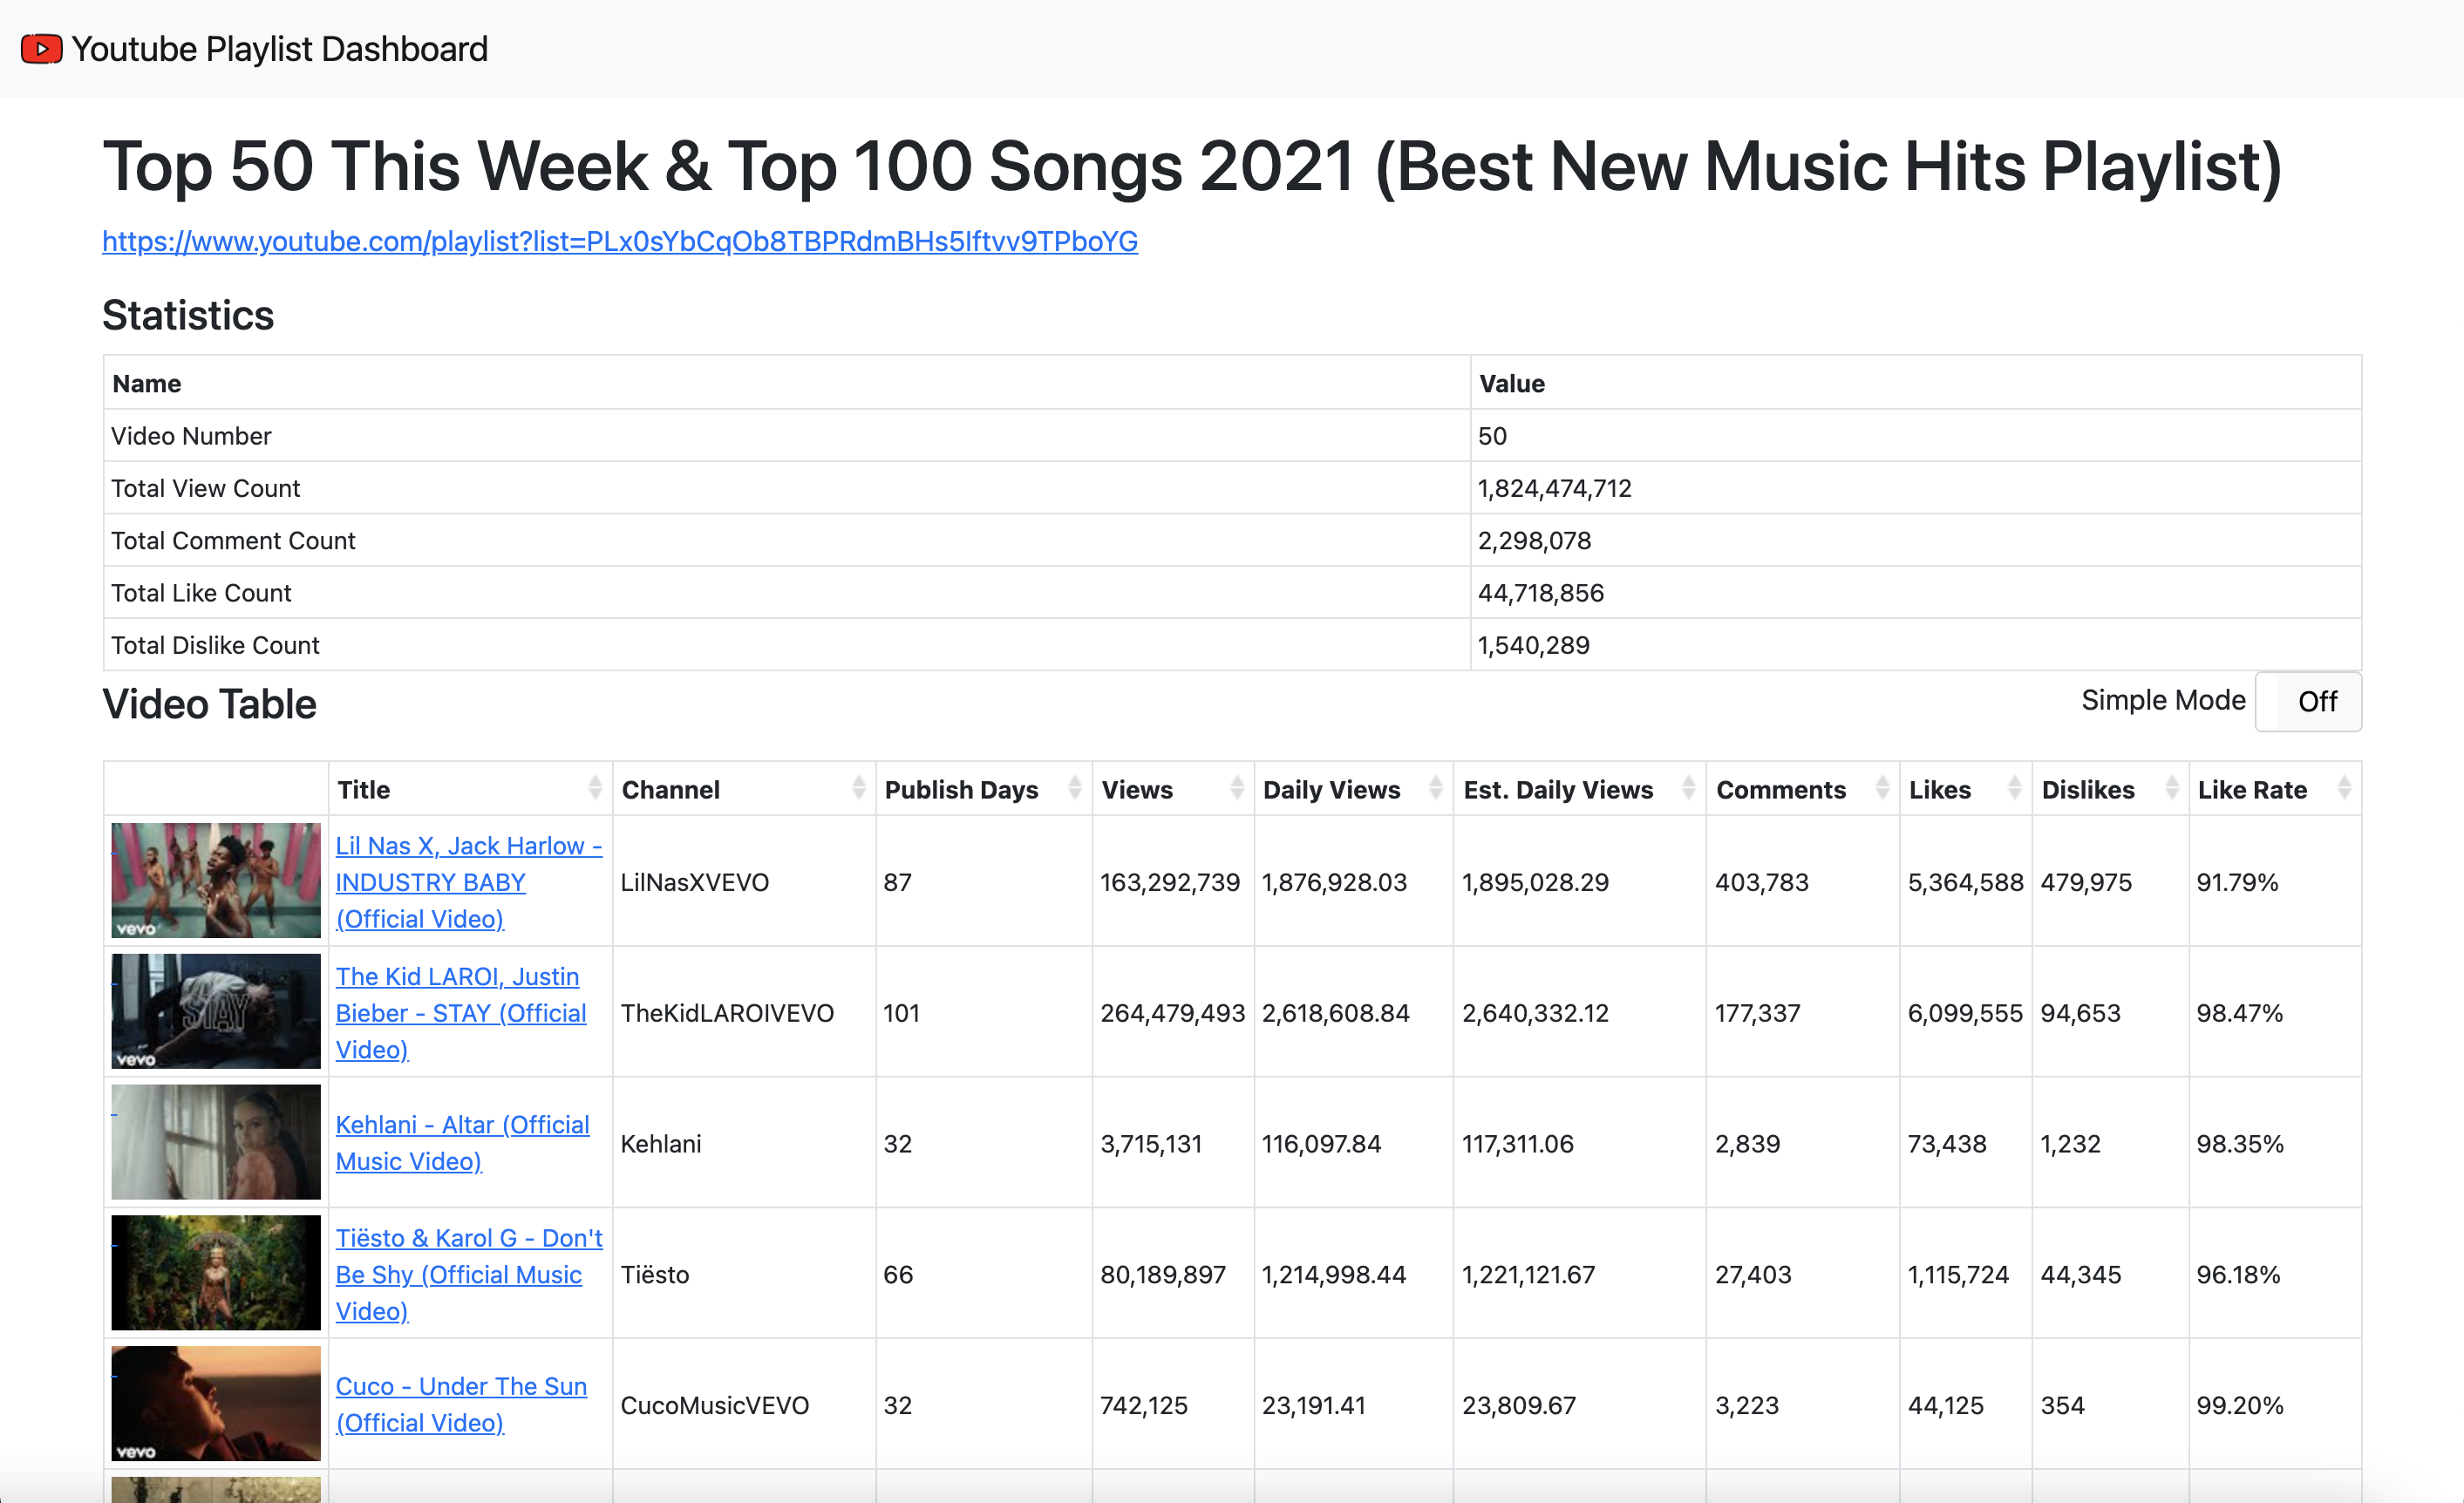 Youtube Playlist Dashboard
Top 50 This Week & Top 100 Songs 2021 (Best New Music Hits Playlist)
https://www.youtube.com/playlist?list=PLx0sYbCqOb8TBPRdmBHs5Iftvv9TPboYG
Statistics
Name Value
Video Number 50
Total View Count 1,824,474,712
Total Comment Count 2,298,078
Total Like Count 44,718,856
Total Dislike Count 1,540,289
Video Table Simple Mode Off
Title Channel Publish Days Views Daily Views Est. Daily Views Comments Likes Dislikes Like Rate
Lil Nas X, Jack Harlow -
INDUSTRY BABY LilNasXVEVO 87 163,292,739 1,876,928.03 1,895,028.29 403,783 5,364,588 479,975 91.79%
(Official Video)
vevo
The Kid LAROI, Justin
STAY Bieber - STAY (Official TheKidLAROIVEVO 101 264,479,493 2,618,608.84 2,640,332.12 177,337 6,099,555 94,653 98.47%
Video)
vevo
Kehlani - Altar (Official
Music Video) Kehlani 32 3,715,131 116,097.84 117,311.06 2,839 73,438 1,232 98.35%
Tiësto & Karol G - Don't
Be Shy (Official Music Tiësto 66 80,189,897 1,214,998.44 1,221,121.67 27,403 1,115,724 44,345 96.18%
Video)
Cuco - Under The Sun
(Official Video) CucoMusicVEVO 32 742,125 23,191.41 23,809.67 3,223 44,125 354 99.20%
vevo